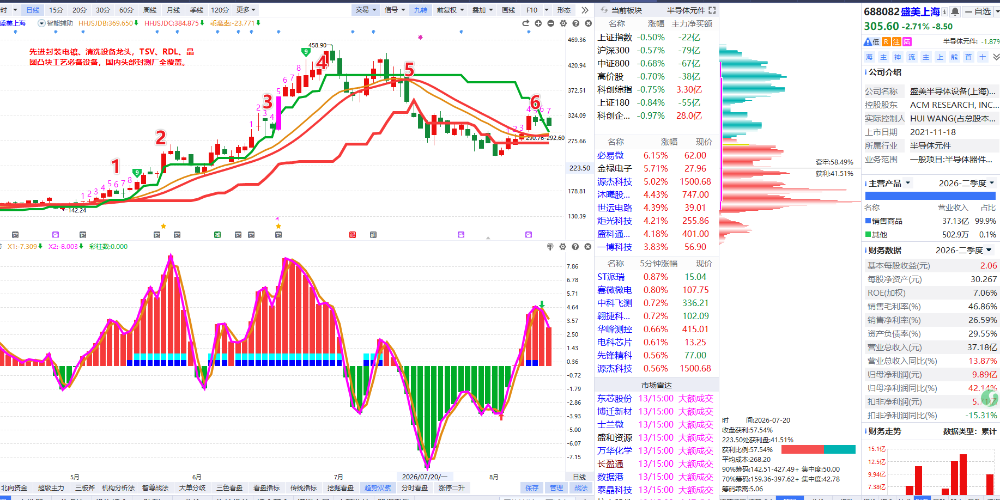 时 日线 15分 20分 30分 60分 周线 月线 季线 120分 更多 交易 信号 九转 前复权 叠加 画线 F10 形态
盛美上海 智能辅助 HHJSJDB:369.650 HHJSJDC:384.875 乖离率:-23.771
先进封装电镀、清洗设备龙头，TSV、RDL、晶
圆凸块工艺必备设备，国内头部封测厂全覆盖。
1
2
3
4
5
6
458.90
142.24
290.76-292.60
1 2 3 4 5 6 7 8 9
1 2 3 4 5 6 7 8 9
1 2 3 4 5 6 7
469.36
420.94
372.51
324.09
275.66
223.50
178.81
130.39
减
派
研
X1:-7.309 X2:-8.003 彩柱数:0.000
7.86
6.78
5.71
4.64
3.57
2.50
1.43
0.36
-0.72
-1.79
-2.86
-3.93
-5.00
-6.07
-7.15
5月 6月 7月 2026/07/20/一 8月 日线
北向资金 超级主力 三板斧 机构分析法 智尊战法 大单分歧 三色看盘 看盘指标 传统指标 挖掘看盘 趋势双紫 分时看盘 涨停二升 保存 管理 战法
当前板块 半导体元件
名称 涨幅 主力净买额
上证指数 -0.50% -22亿
沪深300 -0.57% -79亿
中证800 -0.68% -67亿
高价股 -0.70% -38亿
科创综指 -0.75% 3.30亿
上证180 -0.84% -55亿
科创企... -0.97% 28.0亿
名称 涨幅 现价
必易微 6.15% 62.00
金禄电子 5.71% 27.96
源杰科技 5.02% 1500.68
沐曦股... 4.43% 747.00
世运电路 4.39% 39.01
炬光科技 4.21% 255.86
盛科通... 4.18% 401.00
一博科技 3.83% 56.90
名称 5分钟涨幅 现价
ST派瑞 0.87% 15.04
赛微微电 0.80% 107.75
中科飞测 0.72% 336.21
翱捷科... 0.72% 102.09
华峰测控 0.66% 415.01
电科芯片 0.61% 13.25
先锋精科 0.56% 77.00
源杰科技 0.56% 1500.68
市场雷达
东芯股份 13/15:00 大额成交
博迁新材 13/15:00 大额成交
士兰微 13/15:00 大额成交
盛和资源 13/15:00 大额成交
万华化学 13/15:00 大额成交
长盈通 13/15:00 大额成交
数据港 13/15:00 大额成交
泰晶科技 13/15:00 大额成交
套牢:58.49%
获利:41.51%
时 间:2026-07-20
收盘获利:57.54%
223.50处获利盘:41.51%
获利比例:57.54%
平均成本:268.20
90%筹码:142.51-427.49+ 集中度:50.00
70%筹码:159.36-397.62+ 集中度:42.78
筹码乖离:5.06
688082 盛美上海 自选
305.60 -2.71% -8.50
低 R 注 陆 半导体元件: -1.87%
海 主 神 流 主 上 熊 首 十
公司介绍
公司名称 盛美半导体设备(上海)...
控股股东 ACM RESEARCH, INC...
实际控制人 HUI WANG(占总股本...
上市日期 2021-11-18
所属行业 半导体元件
业务范围 一般项目:半导体器件...
主营产品 2026-二季度
名称 营业收入 占比
销售商品 37.13亿 99.9%
其他 502.9万 0.1%
财务数据 2026-二季度
基本每股收益(元) 2.06
每股净资产(元) 30.267
ROE(加权) 7.06%
销售毛利率(%) 46.86%
销售净利率(%) 26.59%
资产负债率(%) 29.55%
营业总收入(元) 37.18亿
营业总收入同比(%) 13.87%
归母净利润(元) 9.89亿
归母净利润同比(%) 42.14%
扣非净利润(元) 5.71亿
扣非净利润同比(%) -15.31%
财务走势 数据类型：累计
15.1亿
12.5亿
9.94亿
7.38亿